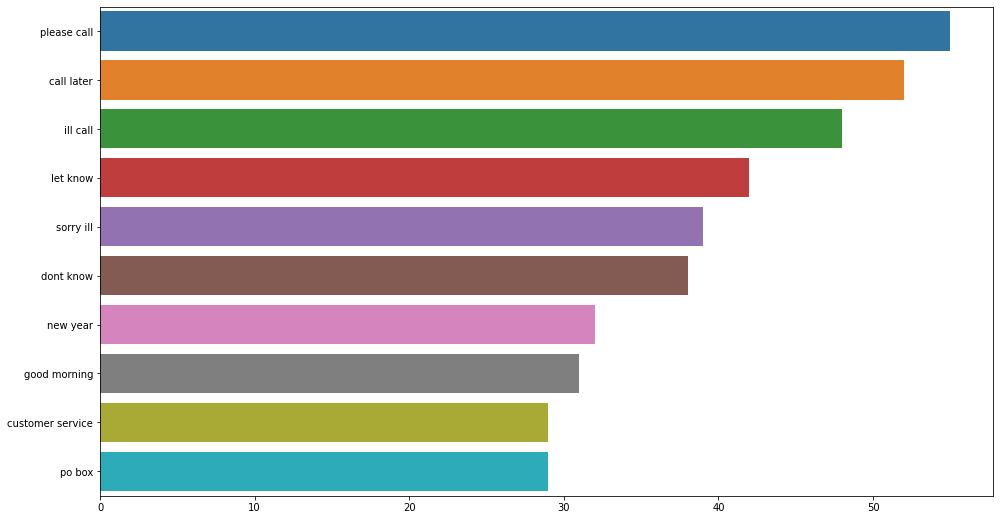 please call
call later
ill call
let know
sorry ill
dont know
new year
good morning
customer service
po box
0 10 20 30 40 50